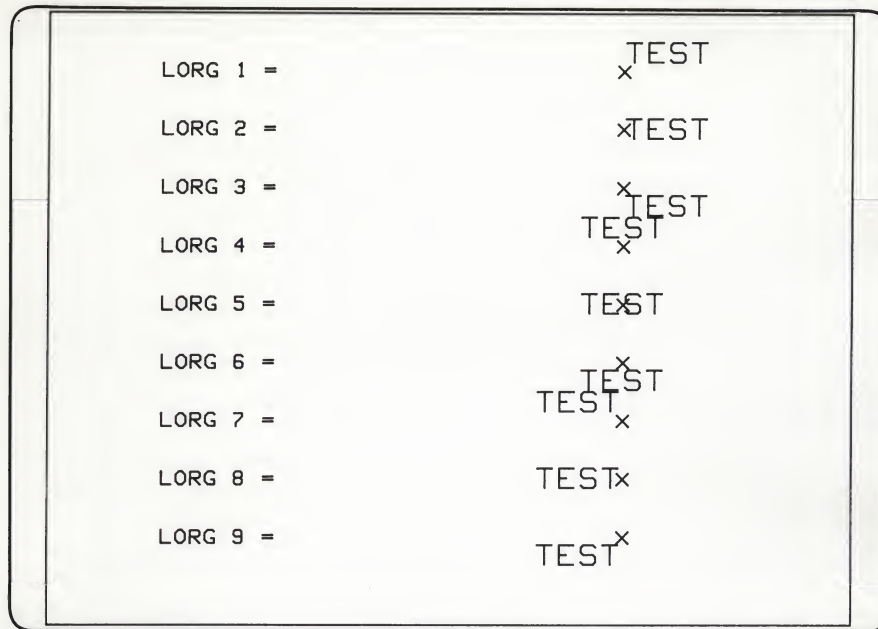 LORG 1 = TEST
LORG 2 = TEST
LORG 3 = TEST
LORG 4 = TEST
LORG 5 = TEST
LORG 6 = TEST
LORG 7 = TEST
LORG 8 = TEST
LORG 9 = TEST